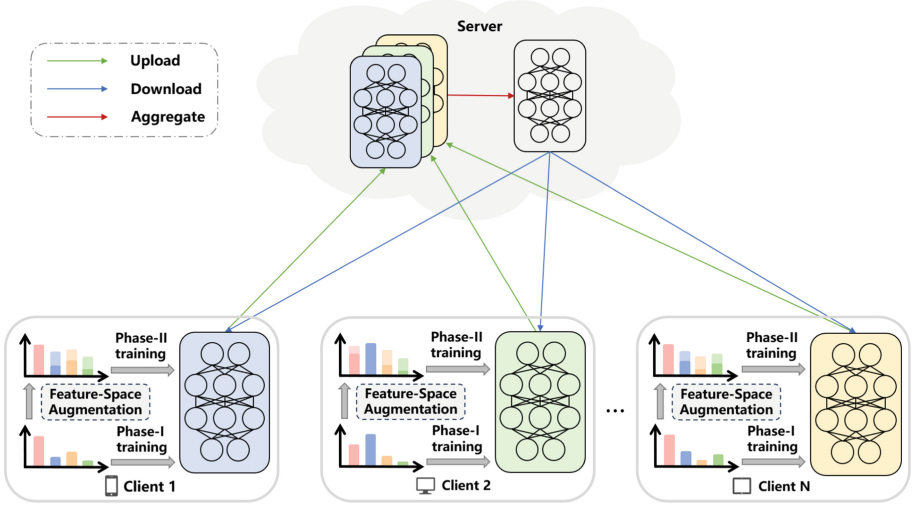 Server
Upload
Download
Aggregate
Phase-II
training
Feature-Space
Augmentation
Phase-I
training
Client 1
Phase-II
training
Feature-Space
Augmentation
Phase-I
training
Client 2
...
Phase-II
training
Feature-Space
Augmentation
Phase-I
training
Client N